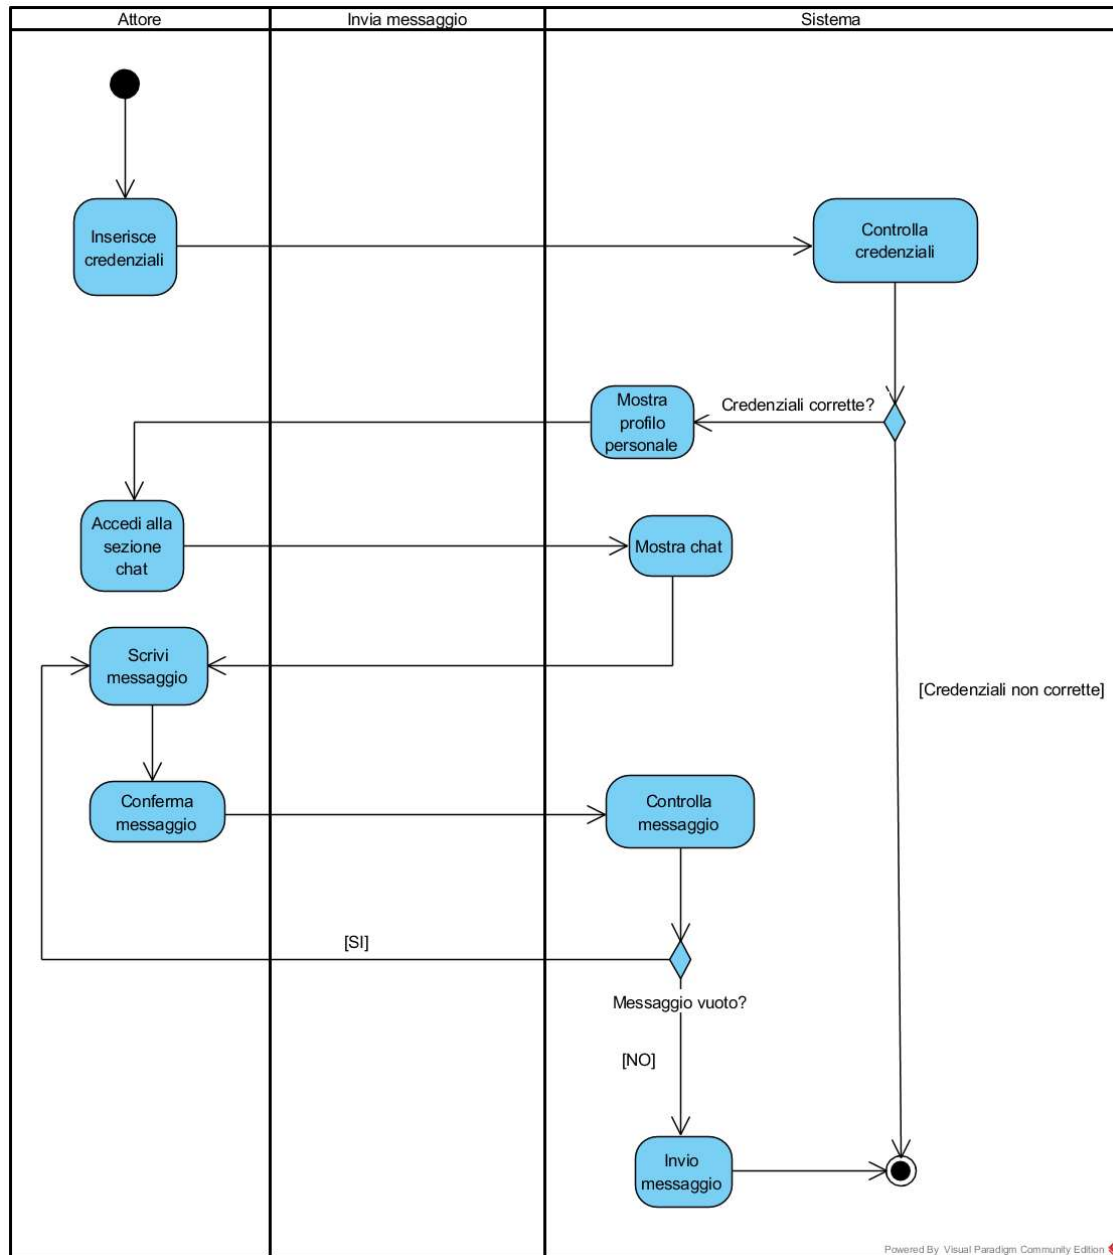 Attore
Invia messaggio
Sistema
Inserisce
credenziali
Controlla
credenziali
Mostra
profilo
personale
Credenziali corrette?
Accedi alla
sezione
chat
Mostra chat
Scrivi
messaggio
[Credenziali non corrette]
Conferma
messaggio
Controlla
messaggio
[SI]
Messaggio vuoto?
[NO]
Invio
messaggio
Powered By Visual Paradigm Community Edition